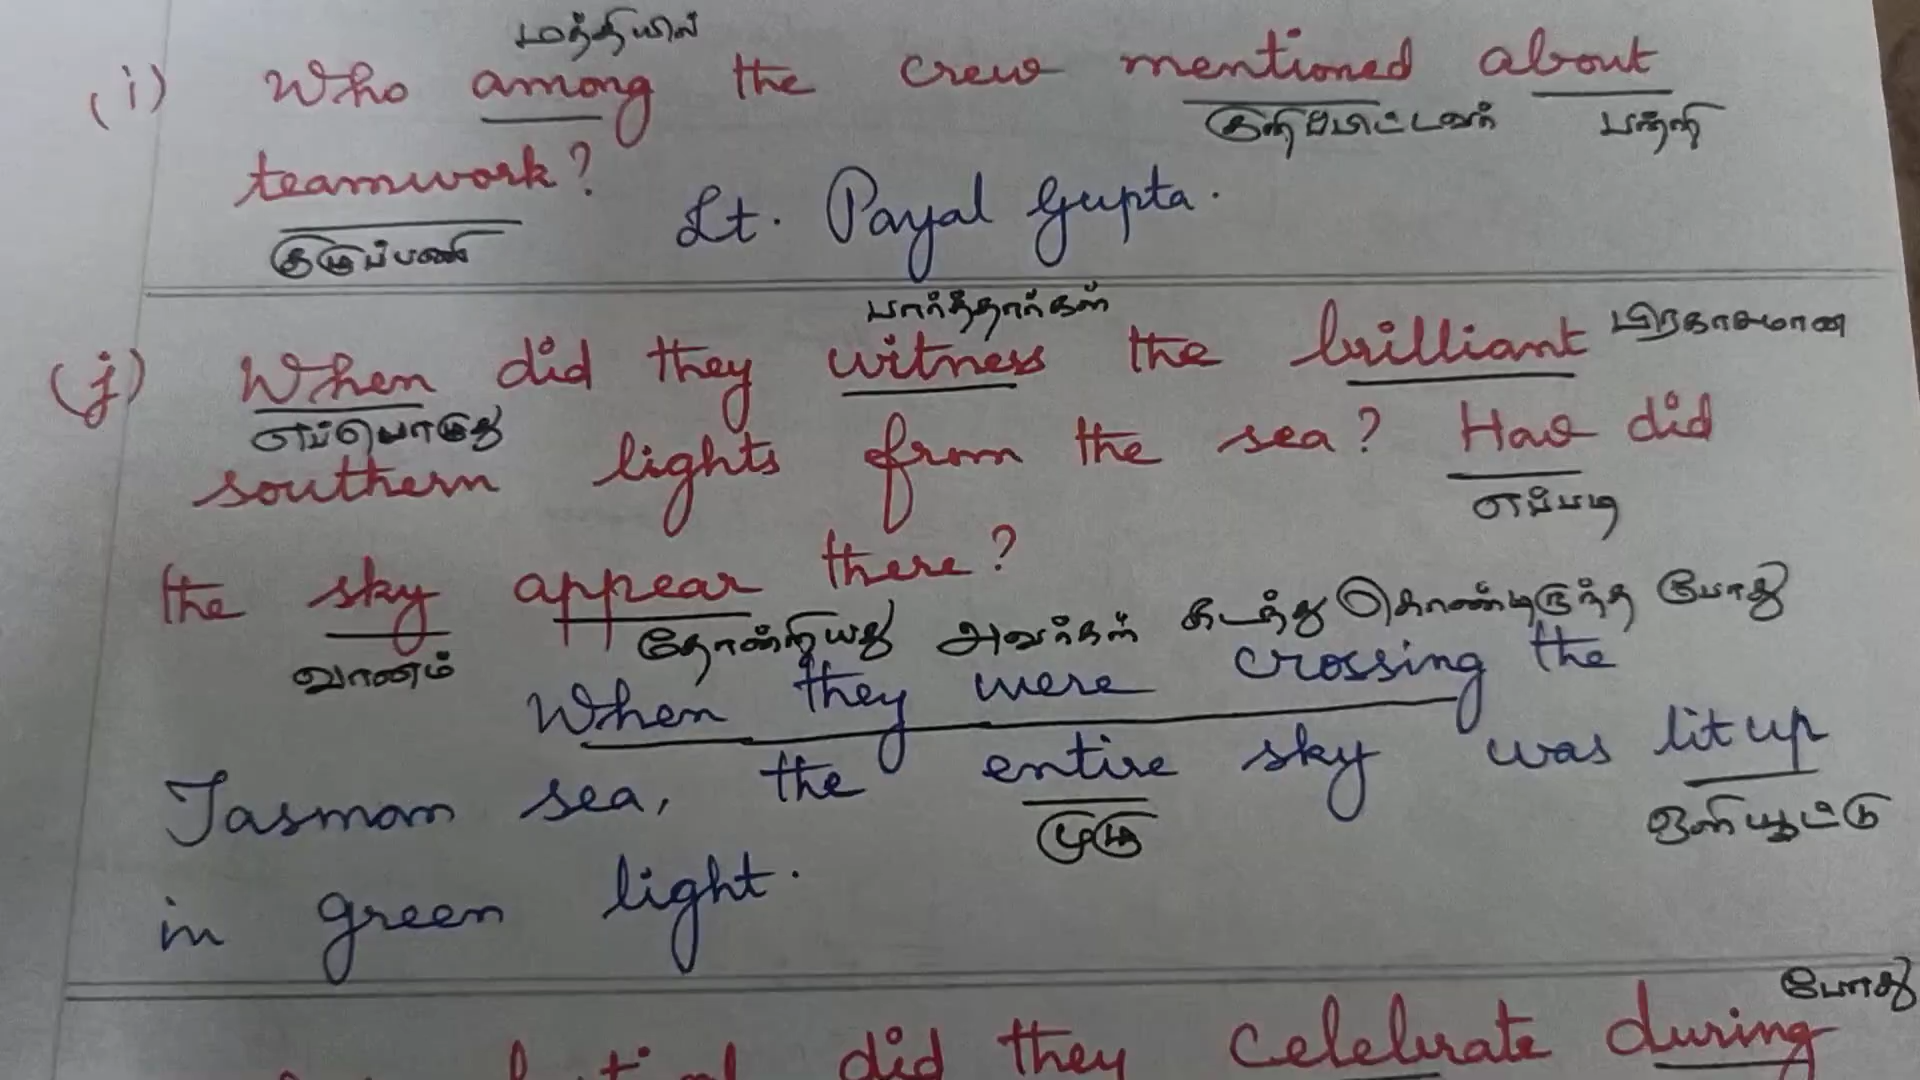 மத்தியில்
(i) Who among the crew mentioned about
குறிப்பிட்டவர் பற்றி
teamwork?
குழுப்பணி
Lt. Payal Gupta.
பார்த்தார்கள்
(j) When did they witness the brilliant பிரகாசமான
எப்பொழுது
southern lights from the sea? How did
எப்படி
the sky appear there?
வானம் தோன்றியது அவர்கள் கடந்து கொண்டிருந்த போது
When they were crossing the
Tasman sea, the entire sky was lit up
முழு ஒளியூட்டு
in green light.
போது
did they celebrate during